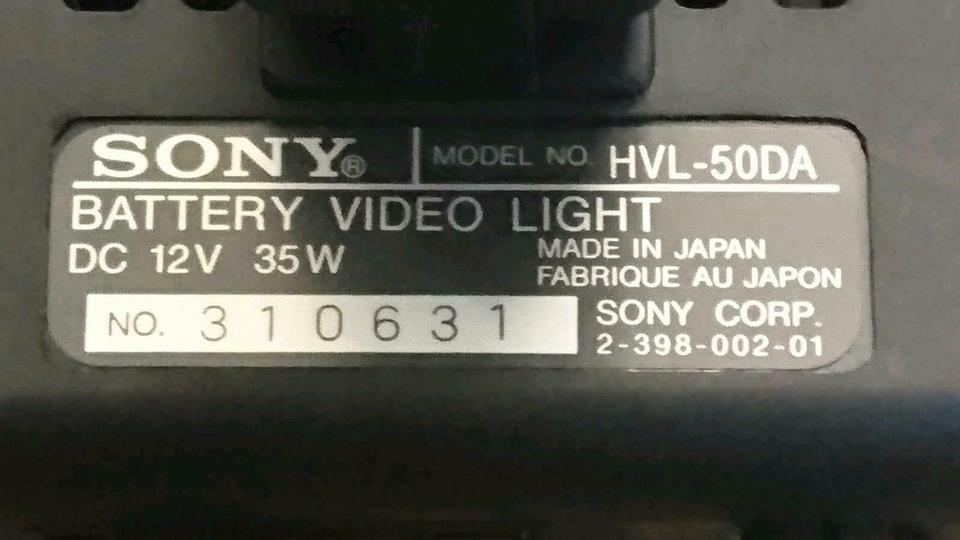 SONY® MODEL NO. HVL-50DA
BATTERY VIDEO LIGHT
DC 12V 35W
MADE IN JAPAN
FABRIQUE AU JAPON
NO. 310631
SONY CORP.
2-398-002-01